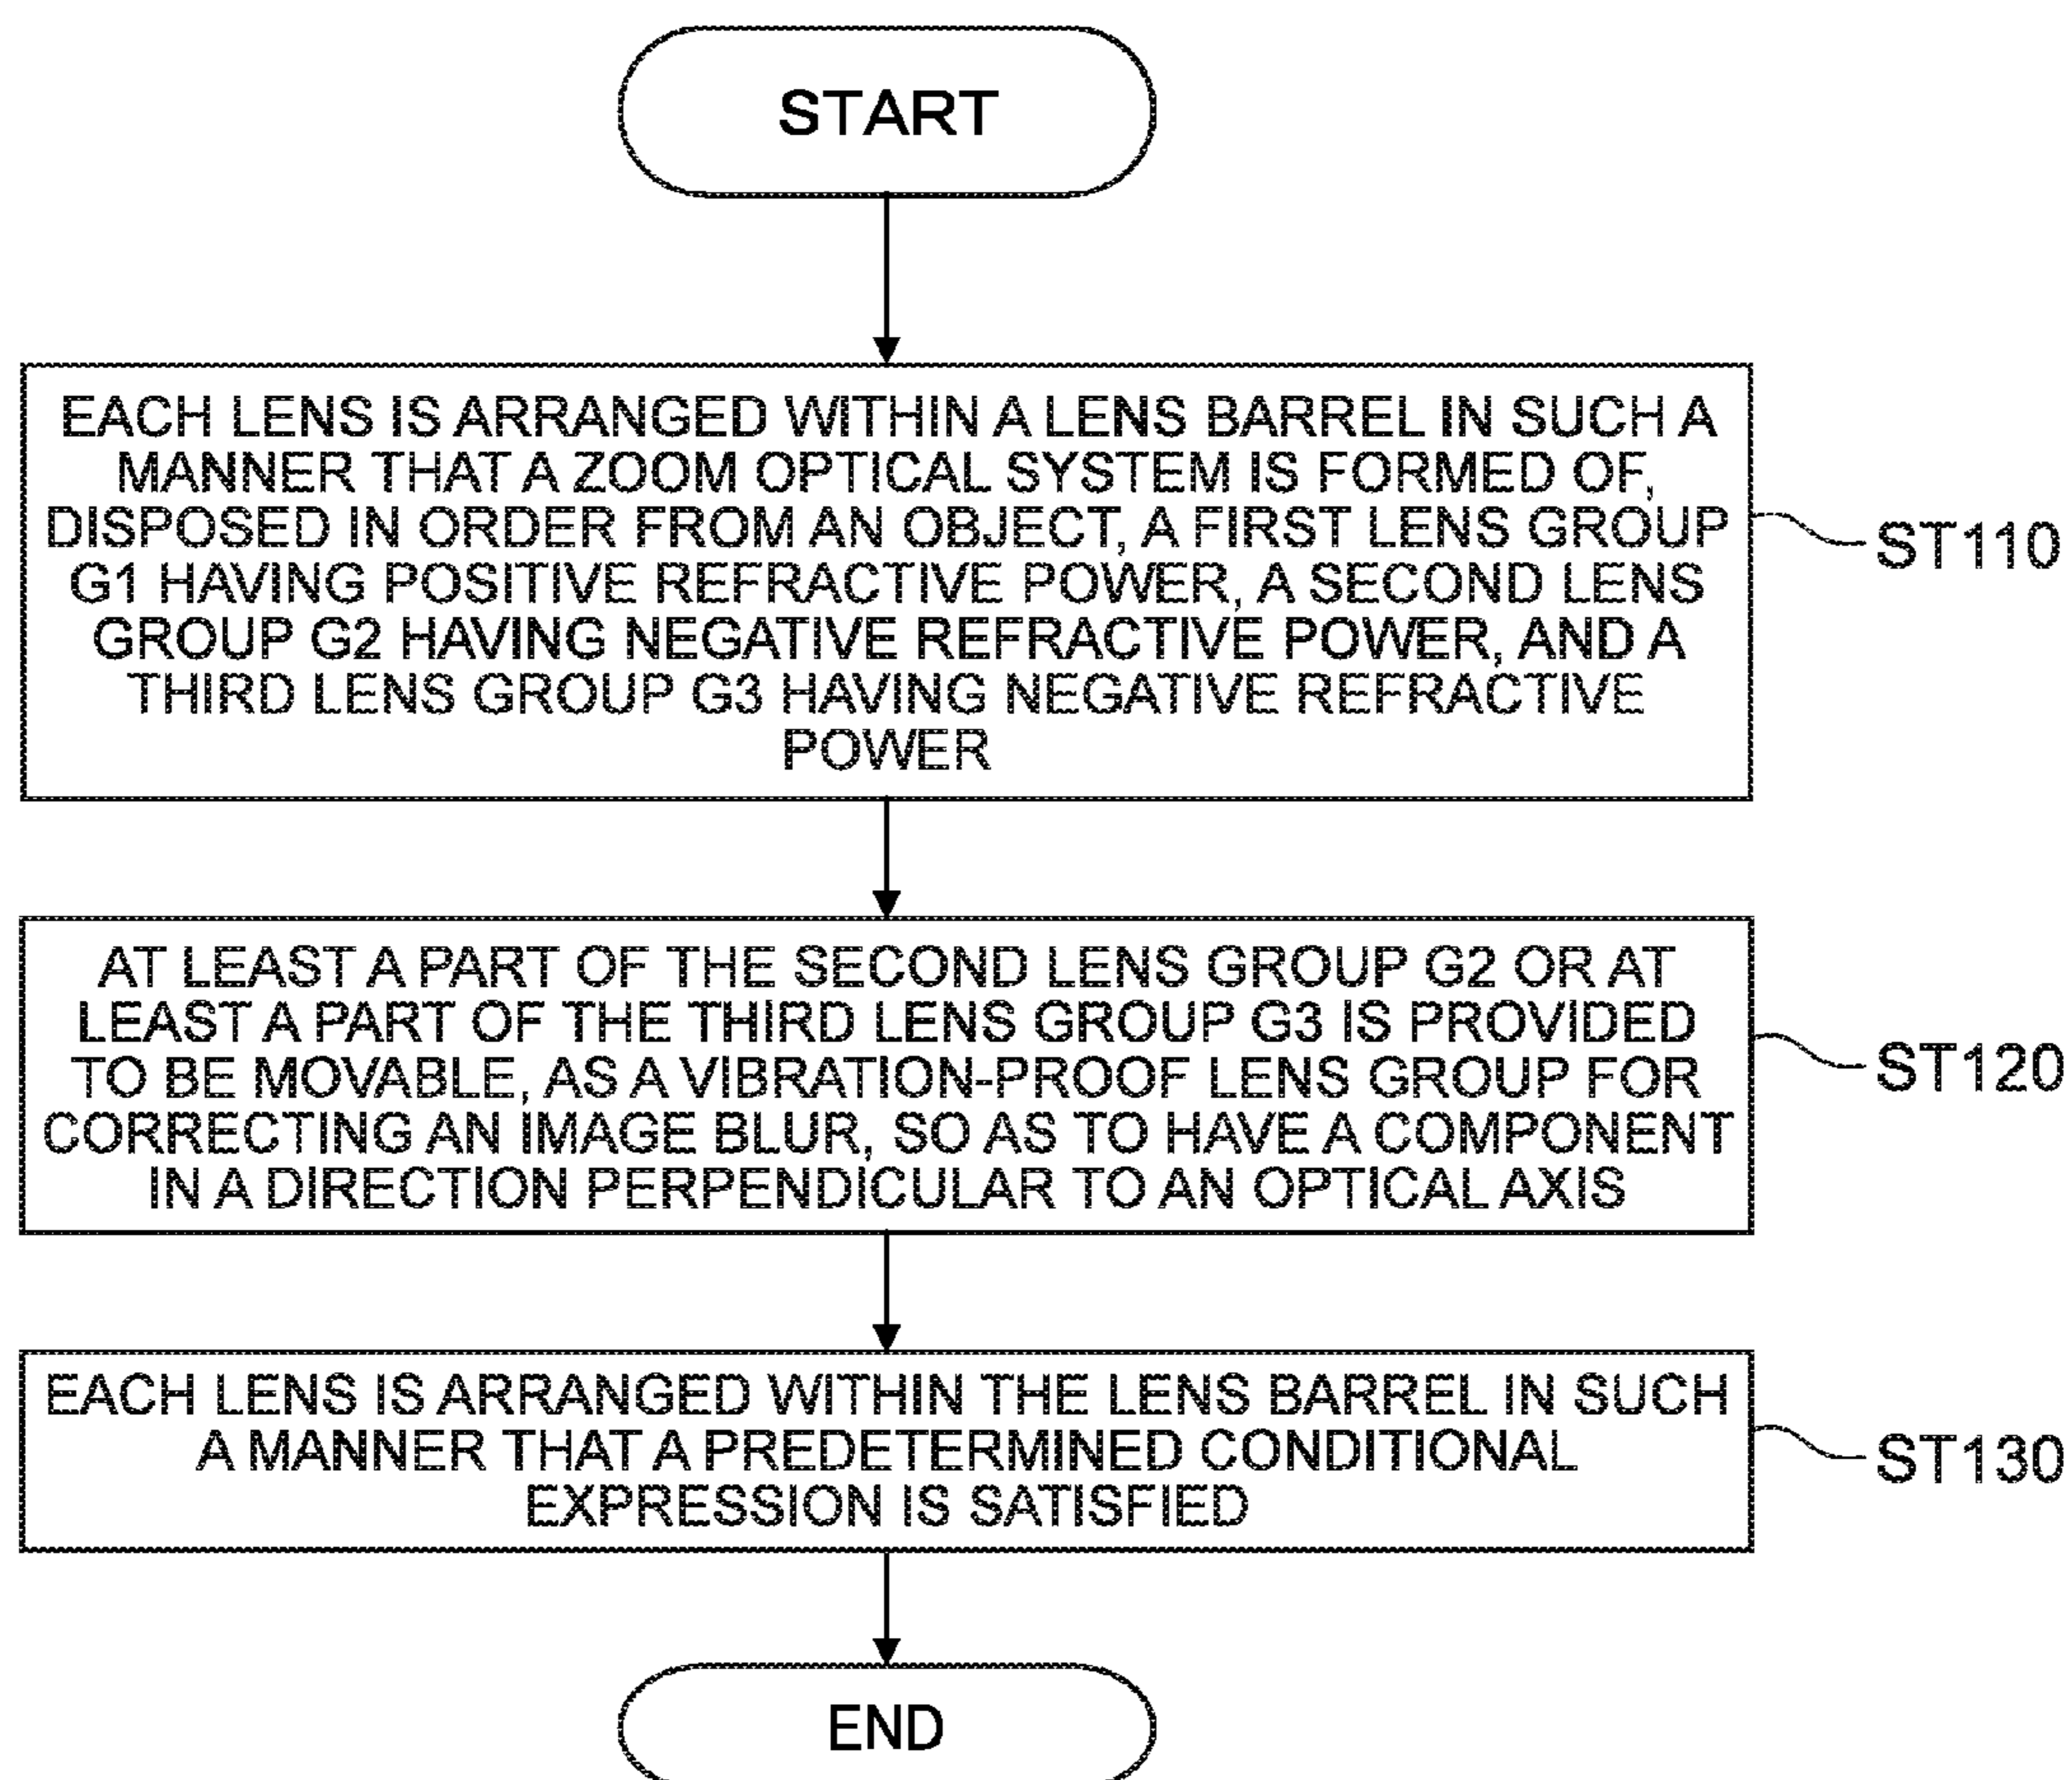 START
EACH LENS IS ARRANGED WITHIN A LENS BARREL IN SUCH A
MANNER THAT A ZOOM OPTICAL SYSTEM IS FORMED OF,
DISPOSED IN ORDER FROM AN OBJECT, A FIRST LENS GROUP
G1 HAVING POSITIVE REFRACTIVE POWER, A SECOND LENS
GROUP G2 HAVING NEGATIVE REFRACTIVE POWER, AND A
THIRD LENS GROUP G3 HAVING NEGATIVE REFRACTIVE
POWER
ST110
AT LEAST A PART OF THE SECOND LENS GROUP G2 OR AT
LEAST A PART OF THE THIRD LENS GROUP G3 IS PROVIDED
TO BE MOVABLE, AS A VIBRATION-PROOF LENS GROUP FOR
CORRECTING AN IMAGE BLUR, SO AS TO HAVE A COMPONENT
IN A DIRECTION PERPENDICULAR TO AN OPTICAL AXIS
ST120
EACH LENS IS ARRANGED WITHIN THE LENS BARREL IN SUCH
A MANNER THAT A PREDETERMINED CONDITIONAL
EXPRESSION IS SATISFIED
ST130
END